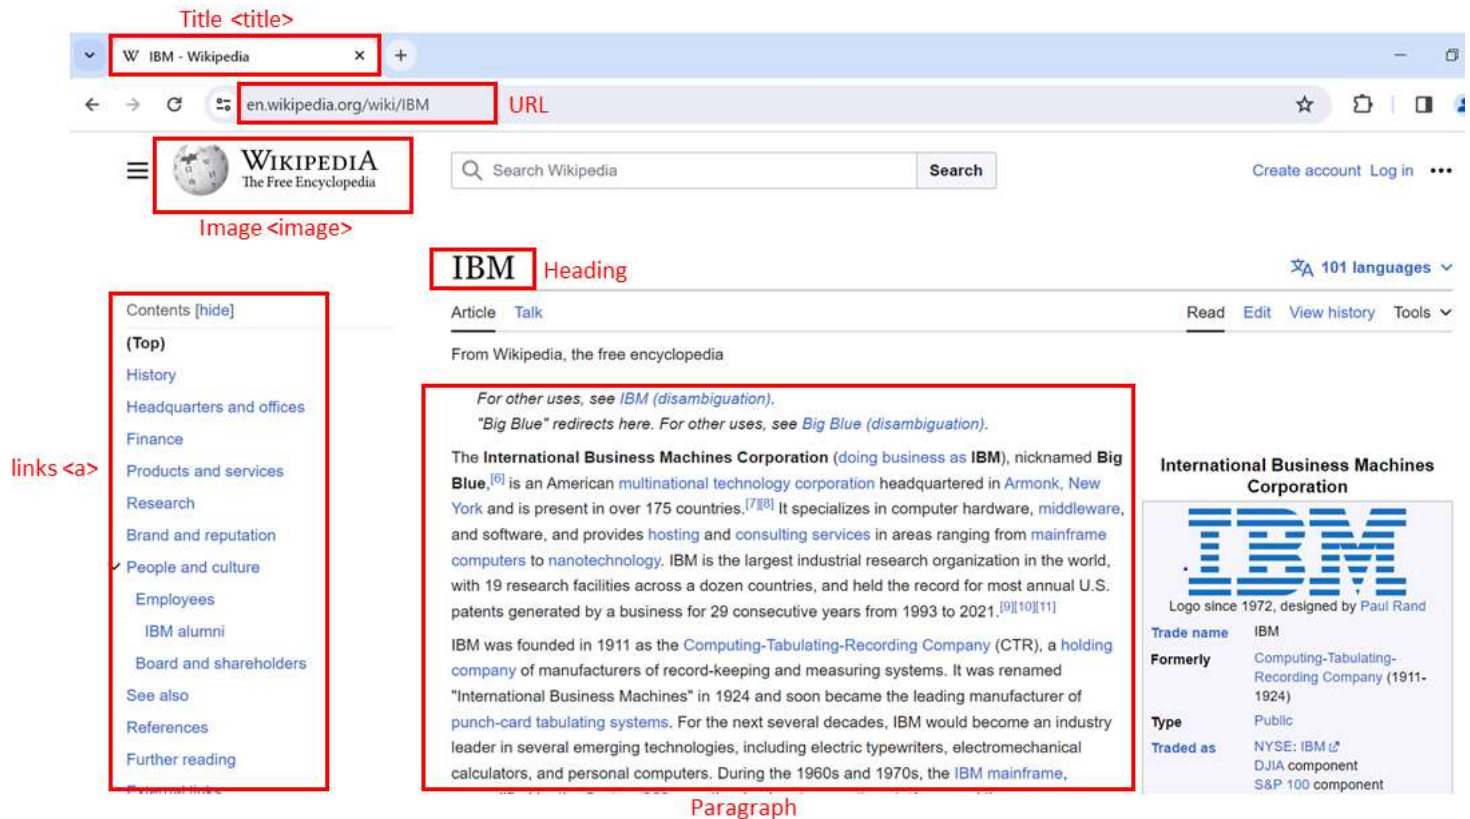 Title <title>
W IBM - Wikipedia
en.wikipedia.org/wiki/IBM
URL
WIKIPEDIA
The Free Encyclopedia
Search Wikipedia
Search
Create account Log in
Image <image>
IBM
Heading
101 languages
Contents [hide]
Article Talk
Read Edit View history Tools
(Top)
From Wikipedia, the free encyclopedia
History
Headquarters and offices
Finance
links <a>
Products and services
Research
Brand and reputation
People and culture
Employees
IBM alumni
Board and shareholders
See also
References
Further reading
External links
For other uses, see IBM (disambiguation).
"Big Blue" redirects here. For other uses, see Big Blue (disambiguation).
The International Business Machines Corporation (doing business as IBM), nicknamed Big
Blue,[6] is an American multinational technology corporation headquartered in Armonk, New
York and is present in over 175 countries.[7][8] It specializes in computer hardware, middleware,
and software, and provides hosting and consulting services in areas ranging from mainframe
computers to nanotechnology. IBM is the largest industrial research organization in the world,
with 19 research facilities across a dozen countries, and held the record for most annual U.S.
patents generated by a business for 29 consecutive years from 1993 to 2021.[9][10][11]
IBM was founded in 1911 as the Computing-Tabulating-Recording Company (CTR), a holding
company of manufacturers of record-keeping and measuring systems. It was renamed
"International Business Machines" in 1924 and soon became the leading manufacturer of
punch-card tabulating systems. For the next several decades, IBM would become an industry
leader in several emerging technologies, including electric typewriters, electromechanical
calculators, and personal computers. During the 1960s and 1970s, the IBM mainframe,
Paragraph
International Business Machines
Corporation
IBM
Logo since 1972, designed by Paul Rand
Trade name IBM
Formerly Computing-Tabulating-
Recording Company (1911-
1924)
Type Public
Traded as NYSE: IBM
DJIA component
S&P 100 component